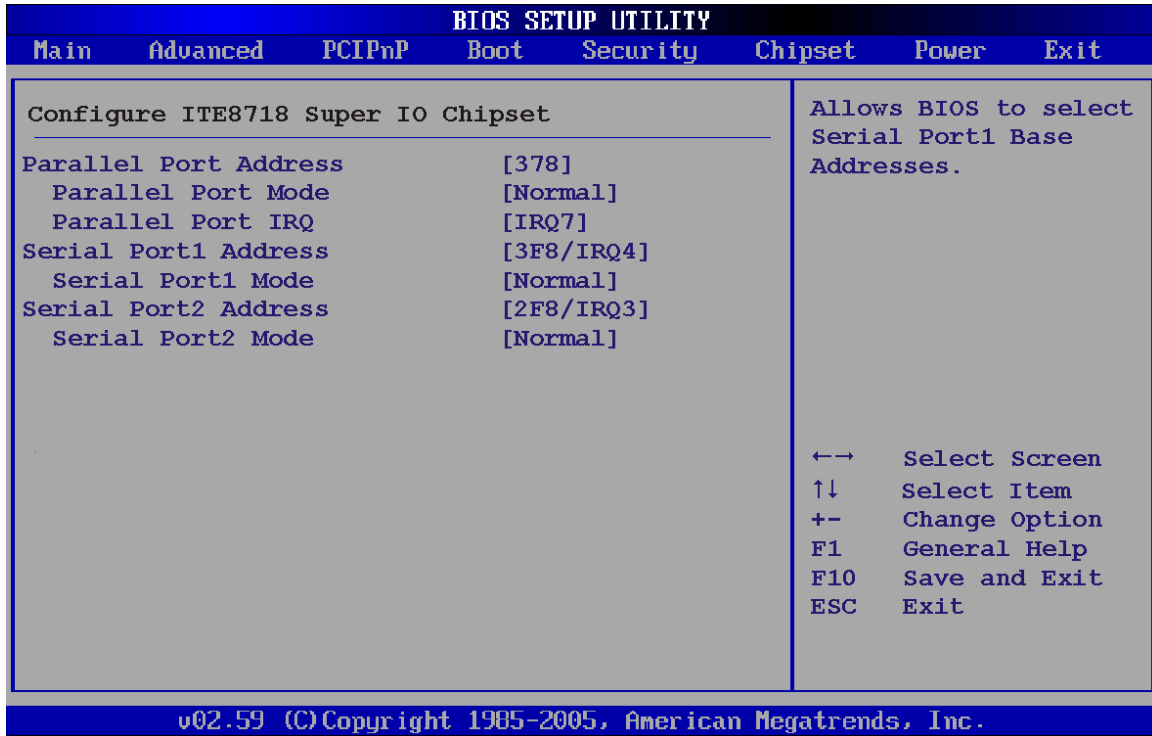 BIOS SETUP UTILITY
Main Advanced PCIPnP Boot Security Chipset Power Exit
Configure ITE8718 Super IO Chipset
Parallel Port Address [378]
Parallel Port Mode [Normal]
Parallel Port IRQ [IRQ7]
Serial Port1 Address [3F8/IRQ4]
Serial Port1 Mode [Normal]
Serial Port2 Address [2F8/IRQ3]
Serial Port2 Mode [Normal]
Allows BIOS to select
Serial Port1 Base
Addresses.
←→ Select Screen
↑↓ Select Item
+- Change Option
F1 General Help
F10 Save and Exit
ESC Exit
v02.59 (C)Copyright 1985-2005, American Megatrends, Inc.